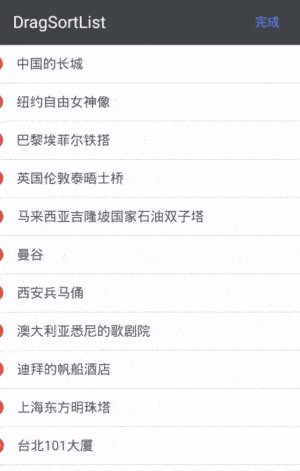 DragSortList
完成
中国的长城
纽约自由女神像
巴黎埃菲尔铁搭
英国伦敦泰晤士桥
马来西亚吉隆坡国家石油双子塔
曼谷
西安兵马俑
澳大利亚悉尼的歌剧院
迪拜的帆船酒店
上海东方明珠塔
台北101大厦